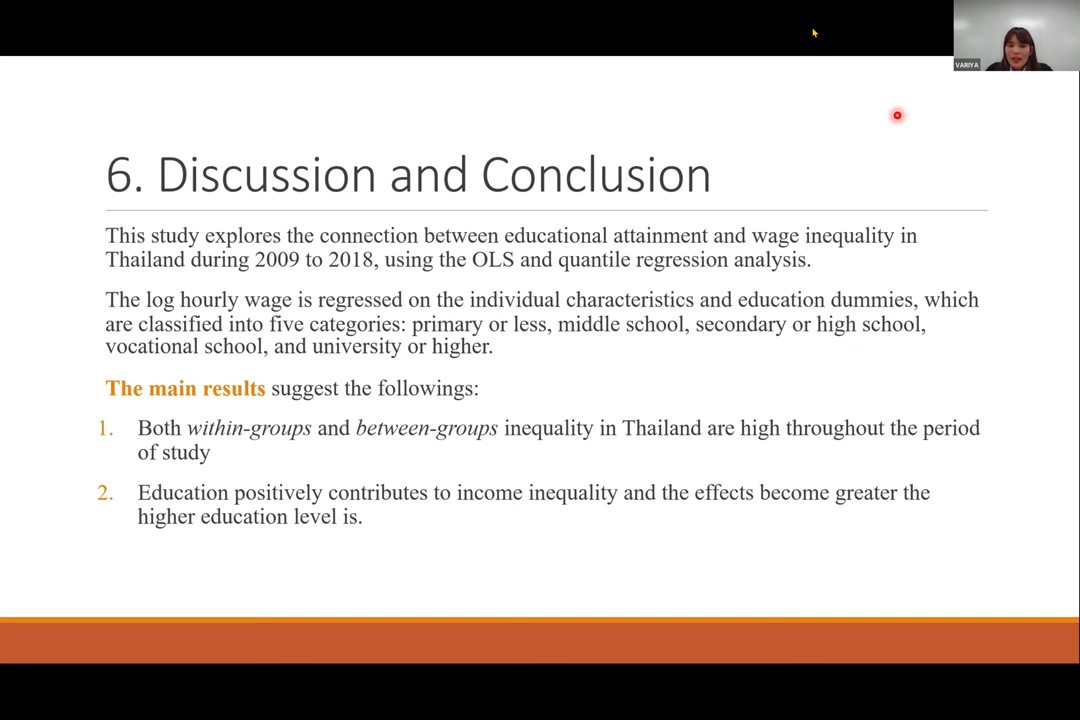 VARIYA
6. Discussion and Conclusion
This study explores the connection between educational attainment and wage inequality in
Thailand during 2009 to 2018, using the OLS and quantile regression analysis.
The log hourly wage is regressed on the individual characteristics and education dummies, which
are classified into five categories: primary or less, middle school, secondary or high school,
vocational school, and university or higher.
The main results suggest the followings:
1. Both within-groups and between-groups inequality in Thailand are high throughout the period
of study
2. Education positively contributes to income inequality and the effects become greater the
higher education level is.